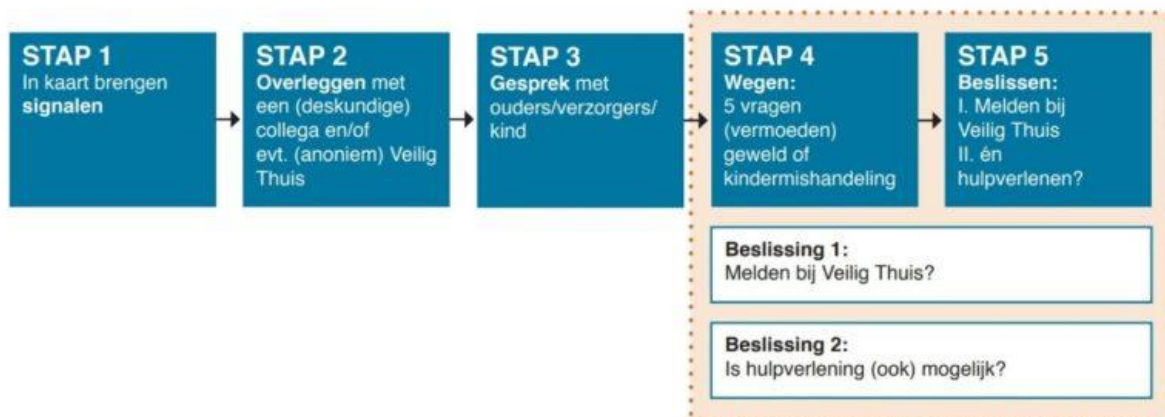 STAP 1
In kaart brengen
signalen
STAP 2
Overleggen met
een (deskundige)
collega en/of
evt. (anoniem) Veilig
Thuis
STAP 3
Gesprek met
ouders/verzorgers/
kind
STAP 4
Wegen:
5 vragen
(vermoeden)
geweld of
kindermishandeling
STAP 5
Beslissen:
I. Melden bij
Veilig Thuis
II. én
hulpverlenen?
Beslissing 1:
Melden bij Veilig Thuis?
Beslissing 2:
Is hulpverlening (ook) mogelijk?